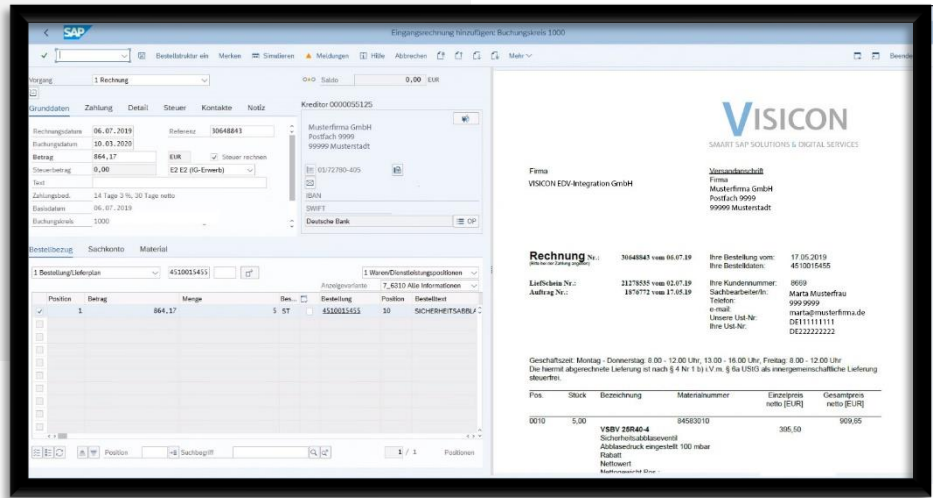 SAP
Eingangsrechnung hinzufügen: Buchungskreis 1000
Bestellstruktur ein Merken Simulieren Meldungen Hilfe Abbrechen Mehr
Vorgang 1 Rechnung Saldo 0,00 EUR
Grunddaten Zahlung Detail Steuer Kontakte Notiz
Rechnungsdatum 06.07.2019 Referenz 30648843
Buchungsdatum 10.03.2020
Betrag 864,17 EUR Steuer rechnen
Steuerbetrag 0,00 E2 E2 (IG-Erwerb)
Text
Zahlungsbed. 14 Tage 3 %, 30 Tage netto
Basisdatum 06.07.2019
Buchungskreis 1000
Kreditor 0000055125
Musterfirma GmbH
Postfach 9999
99999 Musterstadt
01/72780-405
IBAN
SWIFT
Deutsche Bank OP
Bestellbezug Sachkonto Material
1 Bestellung/Lieferplan 4510015455 1 Waren/Dienstleistungspositionen
Anzeigevariante 7_6310 Alle Informationen
Position Betrag Menge Bes... Bestellung Position Bestelltext
1 864,17 5 ST 4510015455 10 SICHERHEITSABBLA
Position Suchbegriff 1 / 1 Positionen
VISICON
SMART SAP SOLUTIONS & DIGITAL SERVICES
Firma
VISICON EDV-Integration GmbH
Versandanschrift
Firma
Musterfirma GmbH
Postfach 9999
99999 Musterstadt
Rechnung Nr.: 30648843 vom 06.07.19
(Bitte bei der Zahlung angeben)
LiefSchein Nr.: 21278535 vom 02.07.19
Auftrag Nr.: 1876772 vom 17.05.19
Ihre Bestellung vom: 17.05.2019
Ihre Bestelldaten: 4510015455
Ihre Kundennummer: 8669
Sachbearbeiter/In: Marta Musterfrau
Telefon: 999 9999
e-mail: marta@musterfirma.de
Unsere Ust-Nr: DE111111111
Ihre Ust-Nr: DE222222222
Geschäftszeit: Montag - Donnerstag: 8.00 - 12.00 Uhr, 13.00 - 16.00 Uhr, Freitag: 8.00 - 12.00 Uhr
Die hiermit abgerechnete Lieferung ist nach § 4 Nr 1 b) i.V.m. § 6a UStG als innergemeinschaftliche Lieferung
steuerfrei.
Pos. Stück Bezeichnung Materialnummer Einzelpreis Gesamtpreis
netto [EUR] netto [EUR]
0010 5,00 84583010 909,65
VSBV 25R40-4 395,50
Sicherheitsabblaseventil
Abblasedruck eingestellt 100 mbar
Rabatt
Nettowert